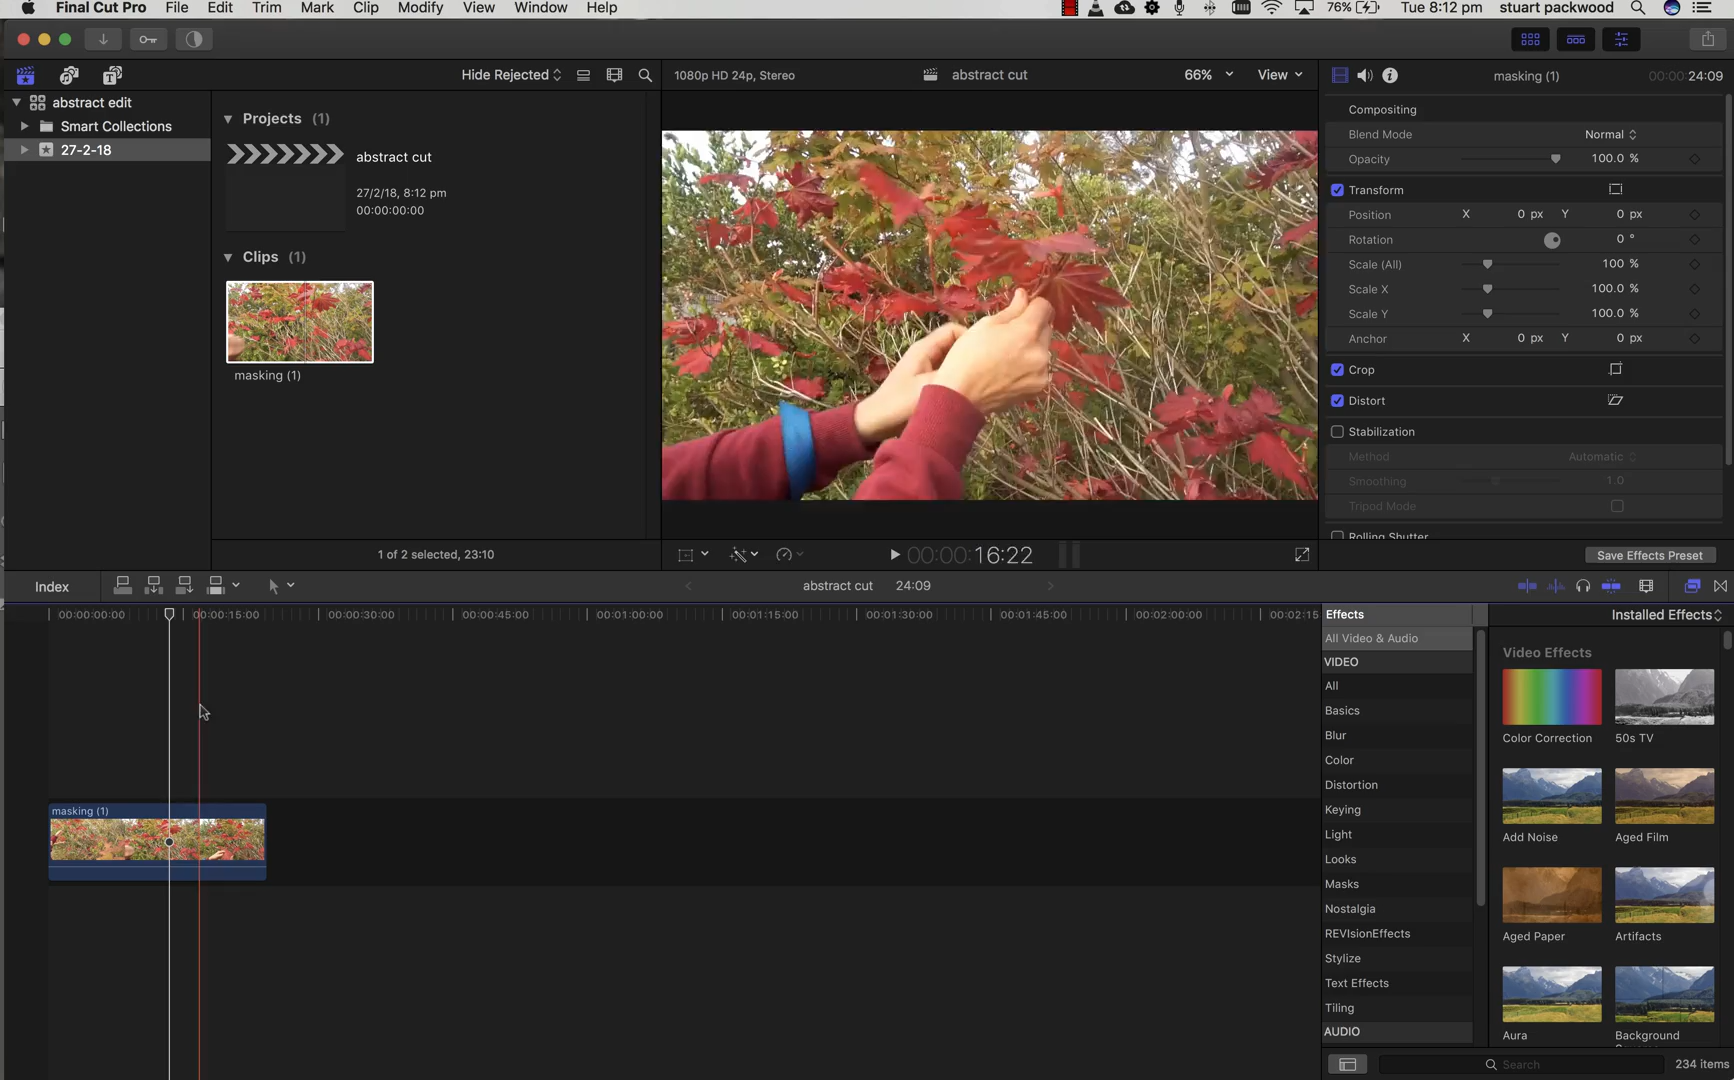 Final Cut Pro File Edit Trim Mark Clip Modify View Window Help
76% Tue 8:12 pm stuart packwood
Hide Rejected
1080p HD 24p, Stereo
abstract cut
66%
View
masking (1)
00:00:24:09
abstract edit
Smart Collections
27-2-18
Projects (1)
abstract cut
27/2/18, 8:12 pm
00:00:00:00
Clips (1)
masking (1)
1 of 2 selected, 23:10
00:00:16:22
Compositing
Blend Mode Normal
Opacity 100.0 %
Transform
Position X 0 px Y 0 px
Rotation 0 °
Scale (All) 100 %
Scale X 100.0 %
Scale Y 100.0 %
Anchor X 0 px Y 0 px
Crop
Distort
Stabilization
Method Automatic
Smoothing 1.0
Tripod Mode
Rolling Shutter
Save Effects Preset
Index
abstract cut 24:09
00:00:00:00 00:00:15:00 00:00:30:00 00:00:45:00 00:01:00:00 00:01:15:00 00:01:30:00 00:01:45:00 00:02:00:00 00:02:15
masking (1)
Effects
Installed Effects
All Video & Audio
VIDEO
All
Basics
Blur
Color
Distortion
Keying
Light
Looks
Masks
Nostalgia
REVisionEffects
Stylize
Text Effects
Tiling
AUDIO
Video Effects
Color Correction
50s TV
Add Noise
Aged Film
Aged Paper
Artifacts
Aura
Background
Search
234 items